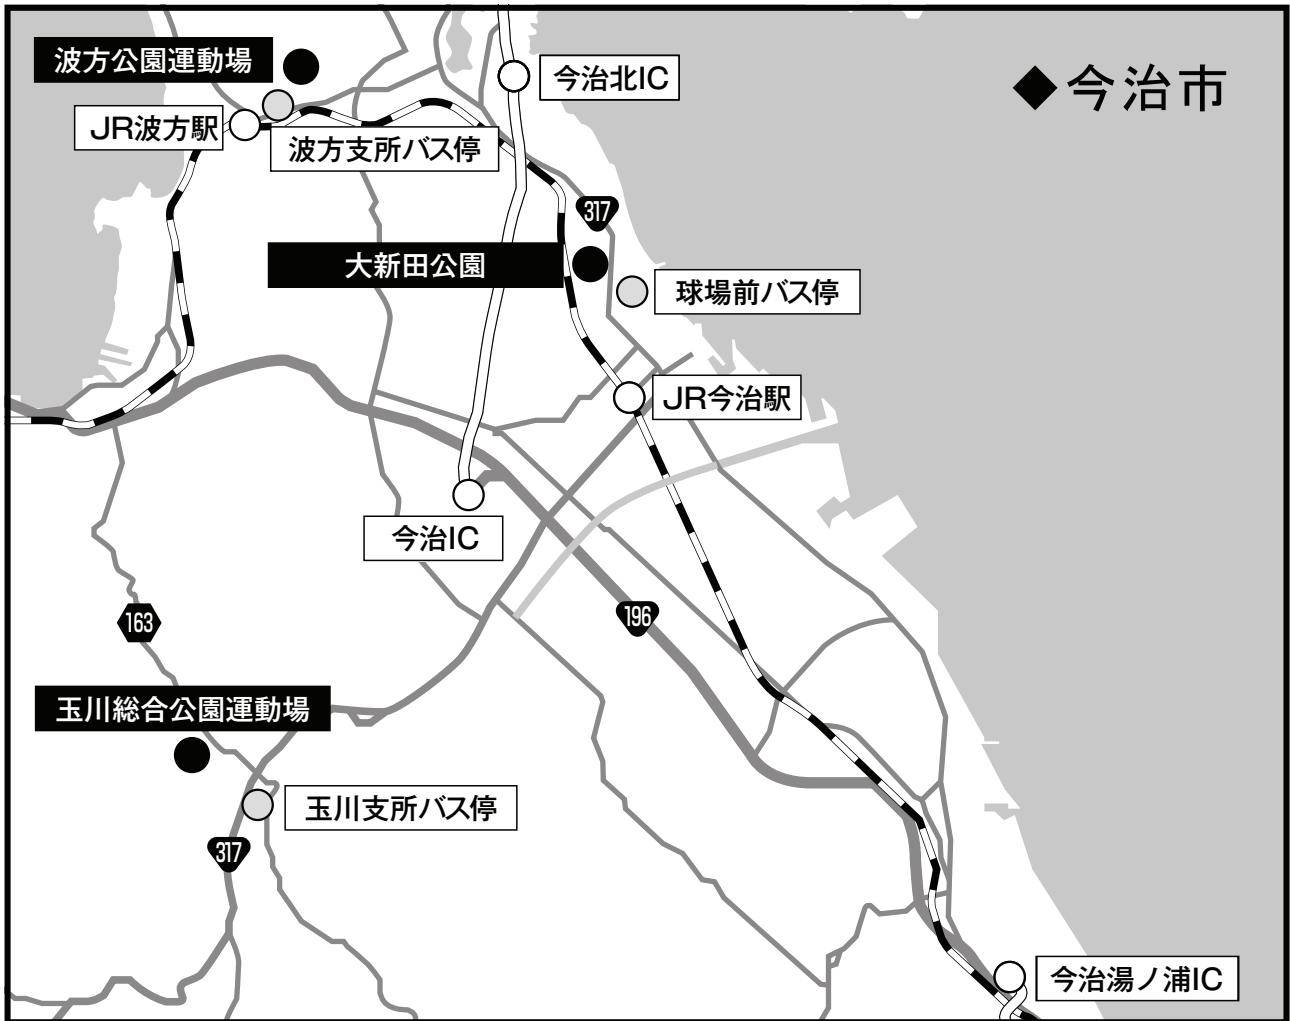 波方公園運動場
今治北IC
◆今治市
JR波方駅
波方支所バス停
317
大新田公園
球場前バス停
JR今治駅
今治IC
196
163
玉川総合公園運動場
玉川支所バス停
317
今治湯ノ浦IC